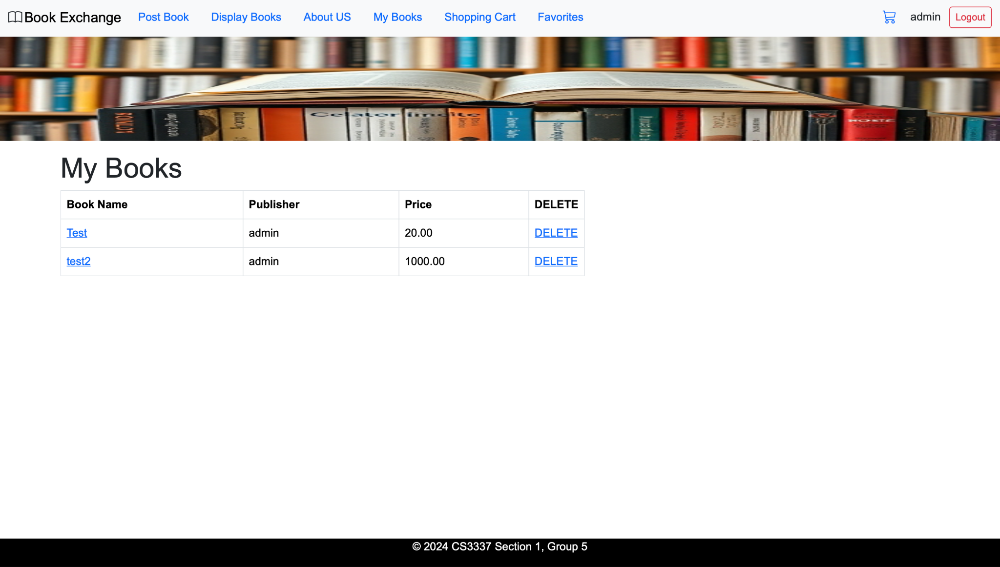 Book Exchange Post Book Display Books About US My Books Shopping Cart Favorites admin Logout
My Books
Book Name Publisher Price DELETE
Test admin 20.00 DELETE
test2 admin 1000.00 DELETE
© 2024 CS3337 Section 1, Group 5